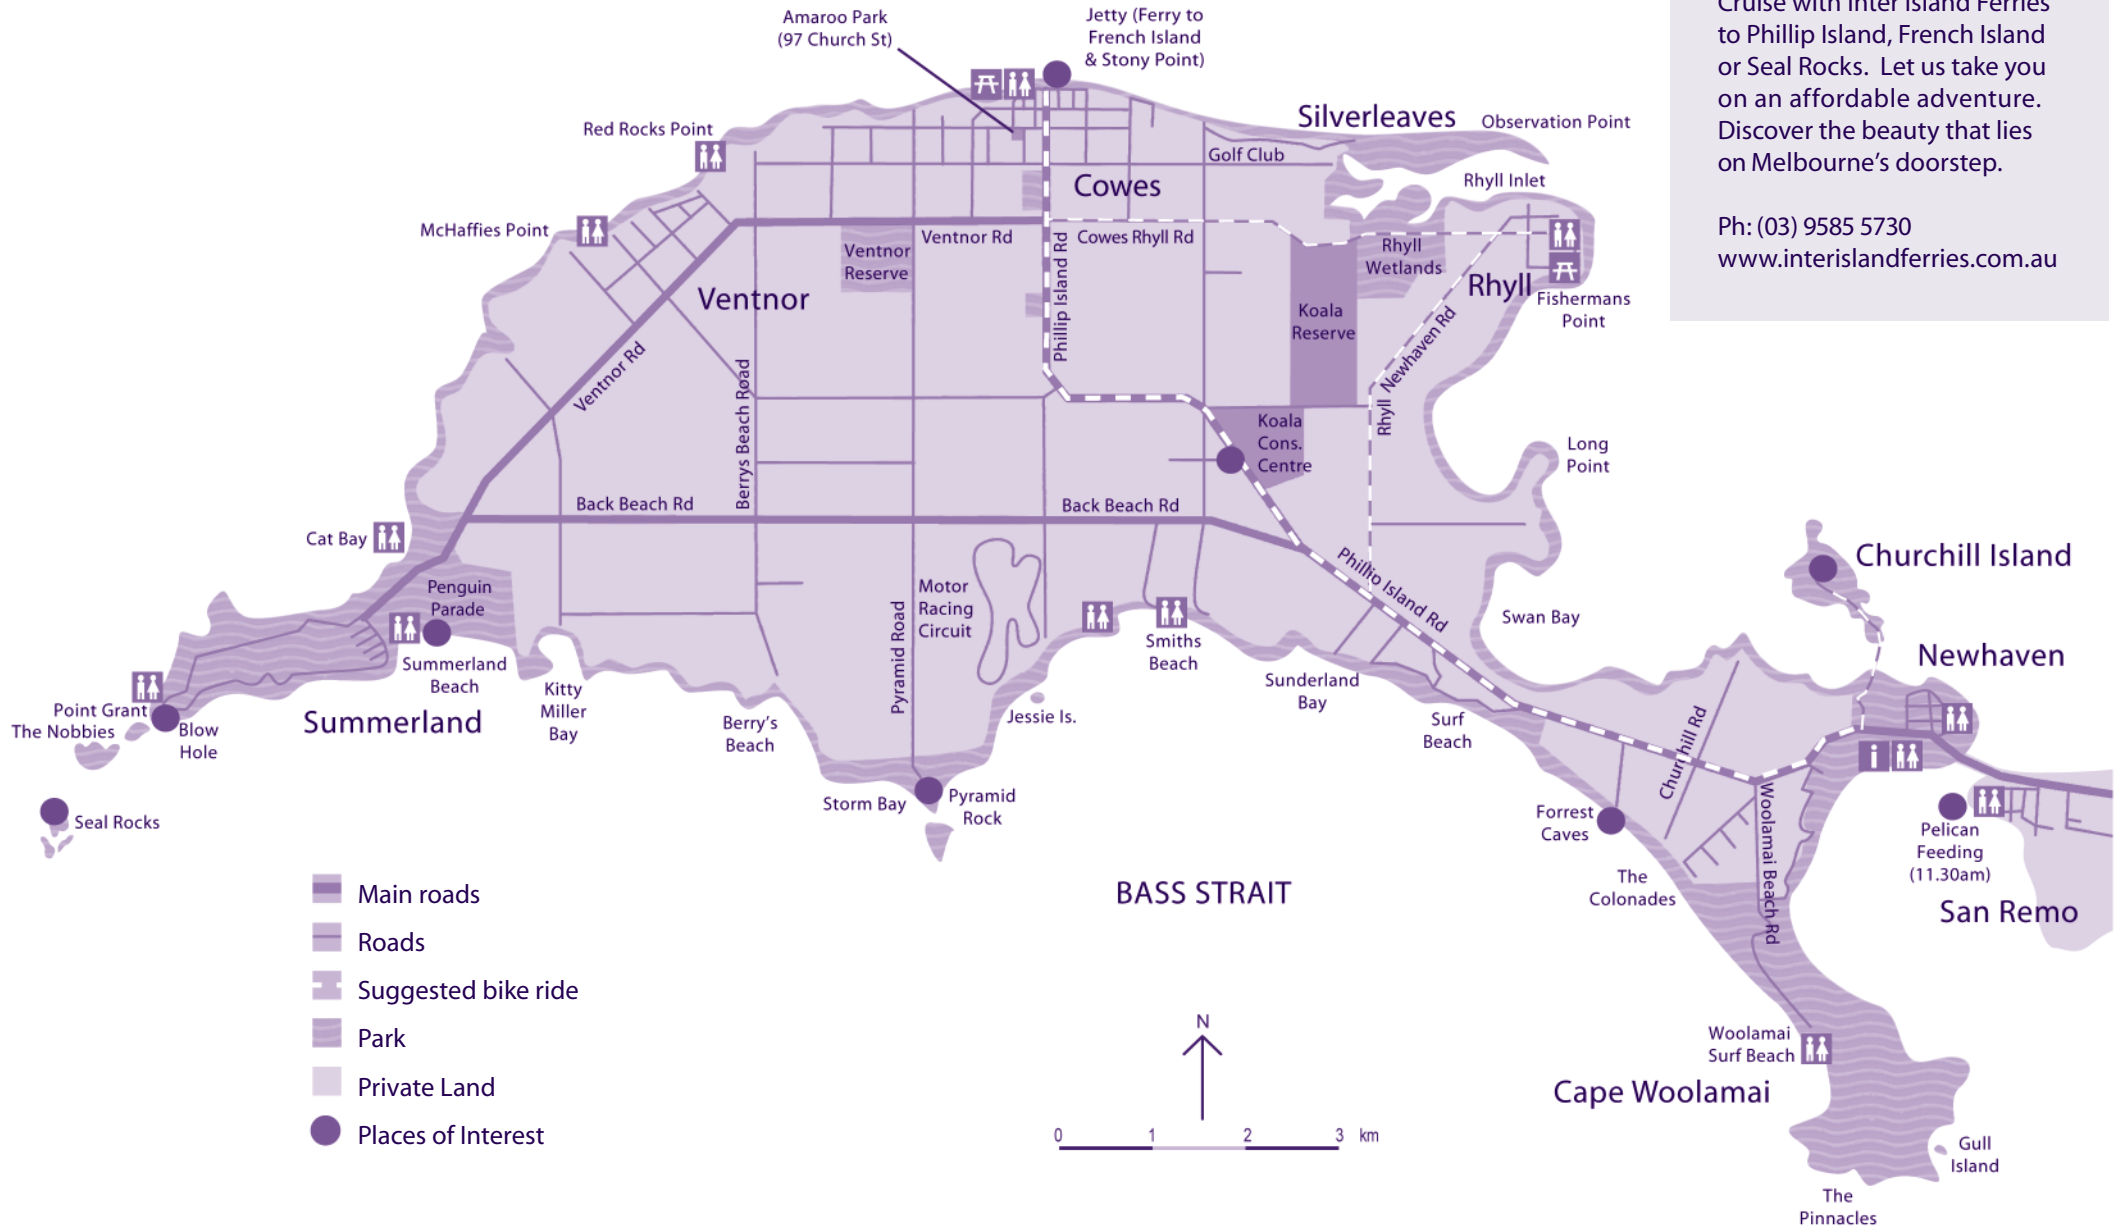 Cruise with Inter Island Ferries
to Phillip Island, French Island
or Seal Rocks. Let us take you
on an affordable adventure.
Discover the beauty that lies
on Melbourne's doorstep.
Ph: (03) 9585 5730
www.interislandferries.com.au
Amaroo Park
(97 Church St)
Jetty (Ferry to
French Island
& Stony Point)
Red Rocks Point
Silverleaves
Observation Point
Golf Club
Cowes
Rhyll Inlet
McHaffies Point
Ventnor Rd
Cowes Rhyll Rd
Ventnor
Reserve
Phillip Island Rd
Rhyll
Wetlands
Rhyll
Fishermans
Point
Ventnor
Koala
Reserve
Ventnor Rd
Berrys Beach Road
Rhyll Newhaven Rd
Koala
Cons.
Centre
Long
Point
Back Beach Rd
Back Beach Rd
Cat Bay
Penguin
Parade
Motor
Racing
Circuit
Pyramid Road
Phillip Island Rd
Churchill Island
Swan Bay
Smiths
Beach
Newhaven
Summerland
Beach
Kitty
Miller
Bay
Sunderland
Bay
Point Grant
The Nobbies
Blow
Hole
Summerland
Berry's
Beach
Jessie Is.
Surf
Beach
Churchill Rd
i
Storm Bay
Pyramid
Rock
Seal Rocks
Forrest
Caves
Woolamai Beach Rd
Pelican
Feeding
(11.30am)
The
Colonades
San Remo
BASS STRAIT
Main roads
Roads
Suggested bike ride
Park
Private Land
Places of Interest
N
0 1 2 3 km
Woolamai
Surf Beach
Cape Woolamai
Gull
Island
The
Pinnacles